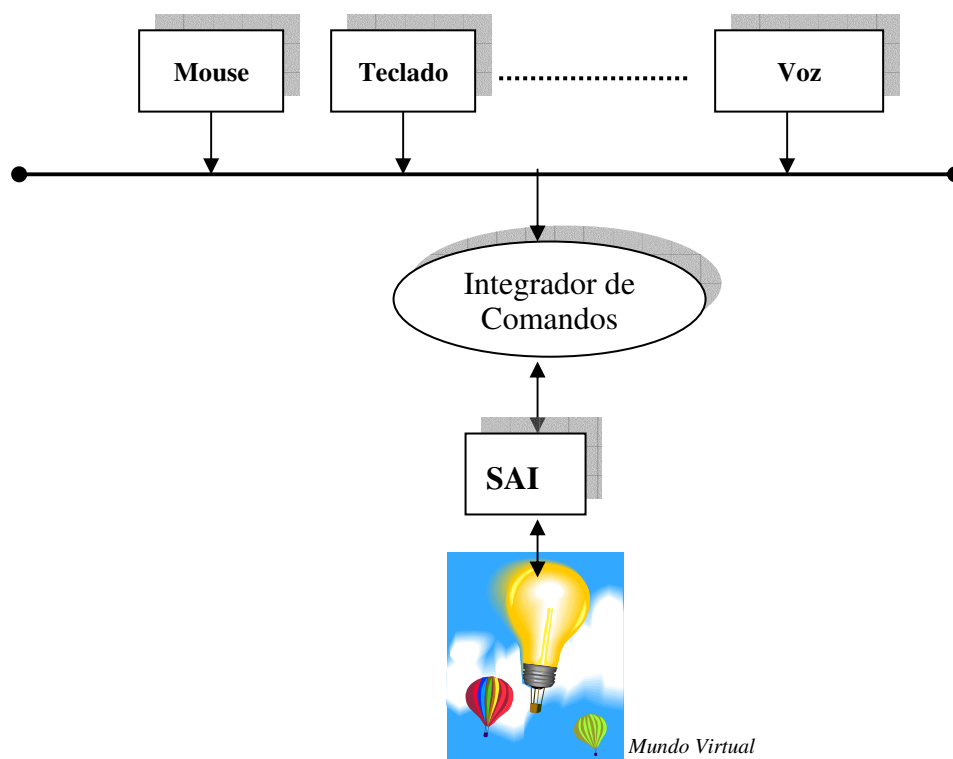 Mouse
Teclado
Voz
Integrador de
Comandos
SAI
Mundo Virtual